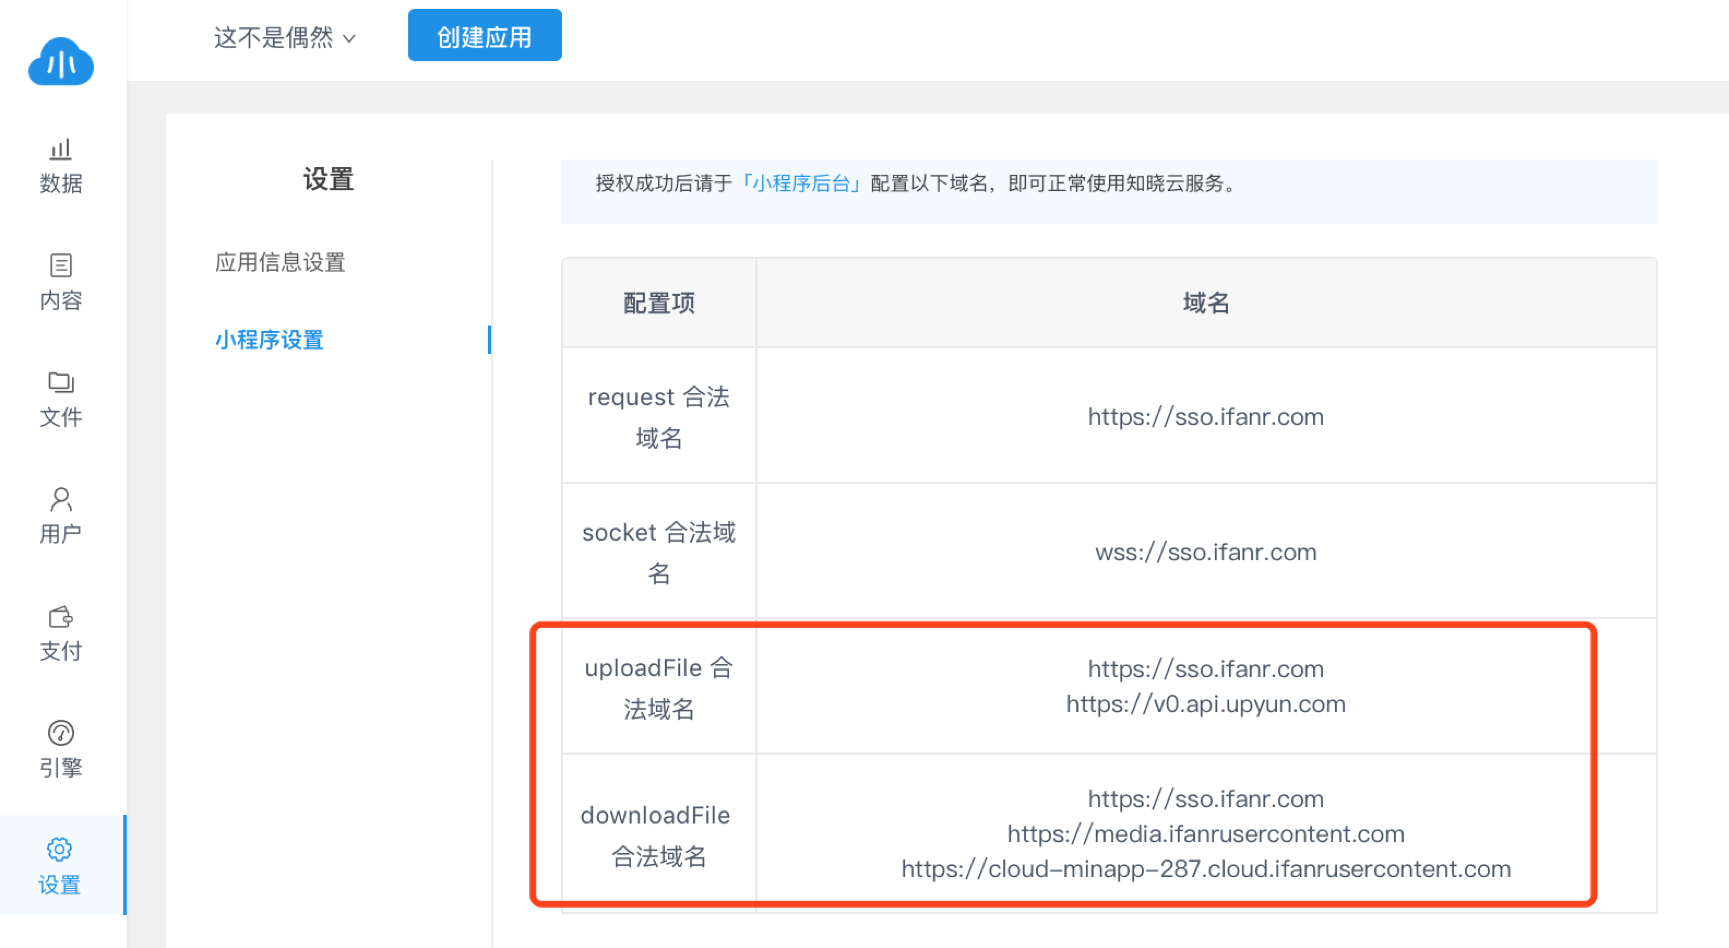 这不是偶然
创建应用
小
数据
内容
文件
用户
支付
引擎
设置
设置
应用信息设置
小程序设置
授权成功后请于「小程序后台」配置以下域名，即可正常使用知晓云服务。
配置项
域名
request 合法
域名
https://sso.ifanr.com
socket 合法域
名
wss://sso.ifanr.com
uploadFile 合
法域名
https://sso.ifanr.com
https://v0.api.upyun.com
downloadFile
合法域名
https://sso.ifanr.com
https://media.ifanrusercontent.com
https://cloud-minapp-287.cloud.ifanrusercontent.com